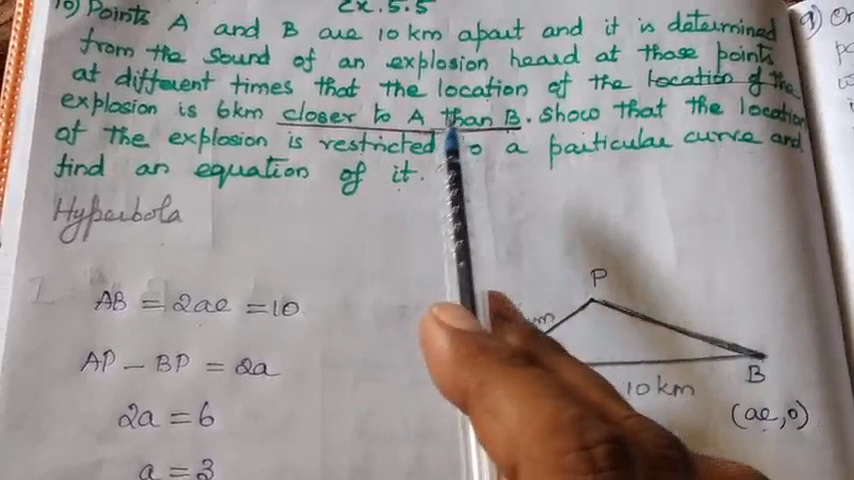 Ex. 5.5
10) Points A and B are 10 km apart and it is determined
from the sound of an explosion heard at those points
at different times that the location of the location of the
explosion is 6km closer to A than B. Show that the location
of the explosion is restricted to a particular curve and
find an equation of it.
Hyperbola
AB = 2ae = 10
AP - BP = 2a
2a = 6
a = 3
P
10 km
B
(ae, 0)
9)